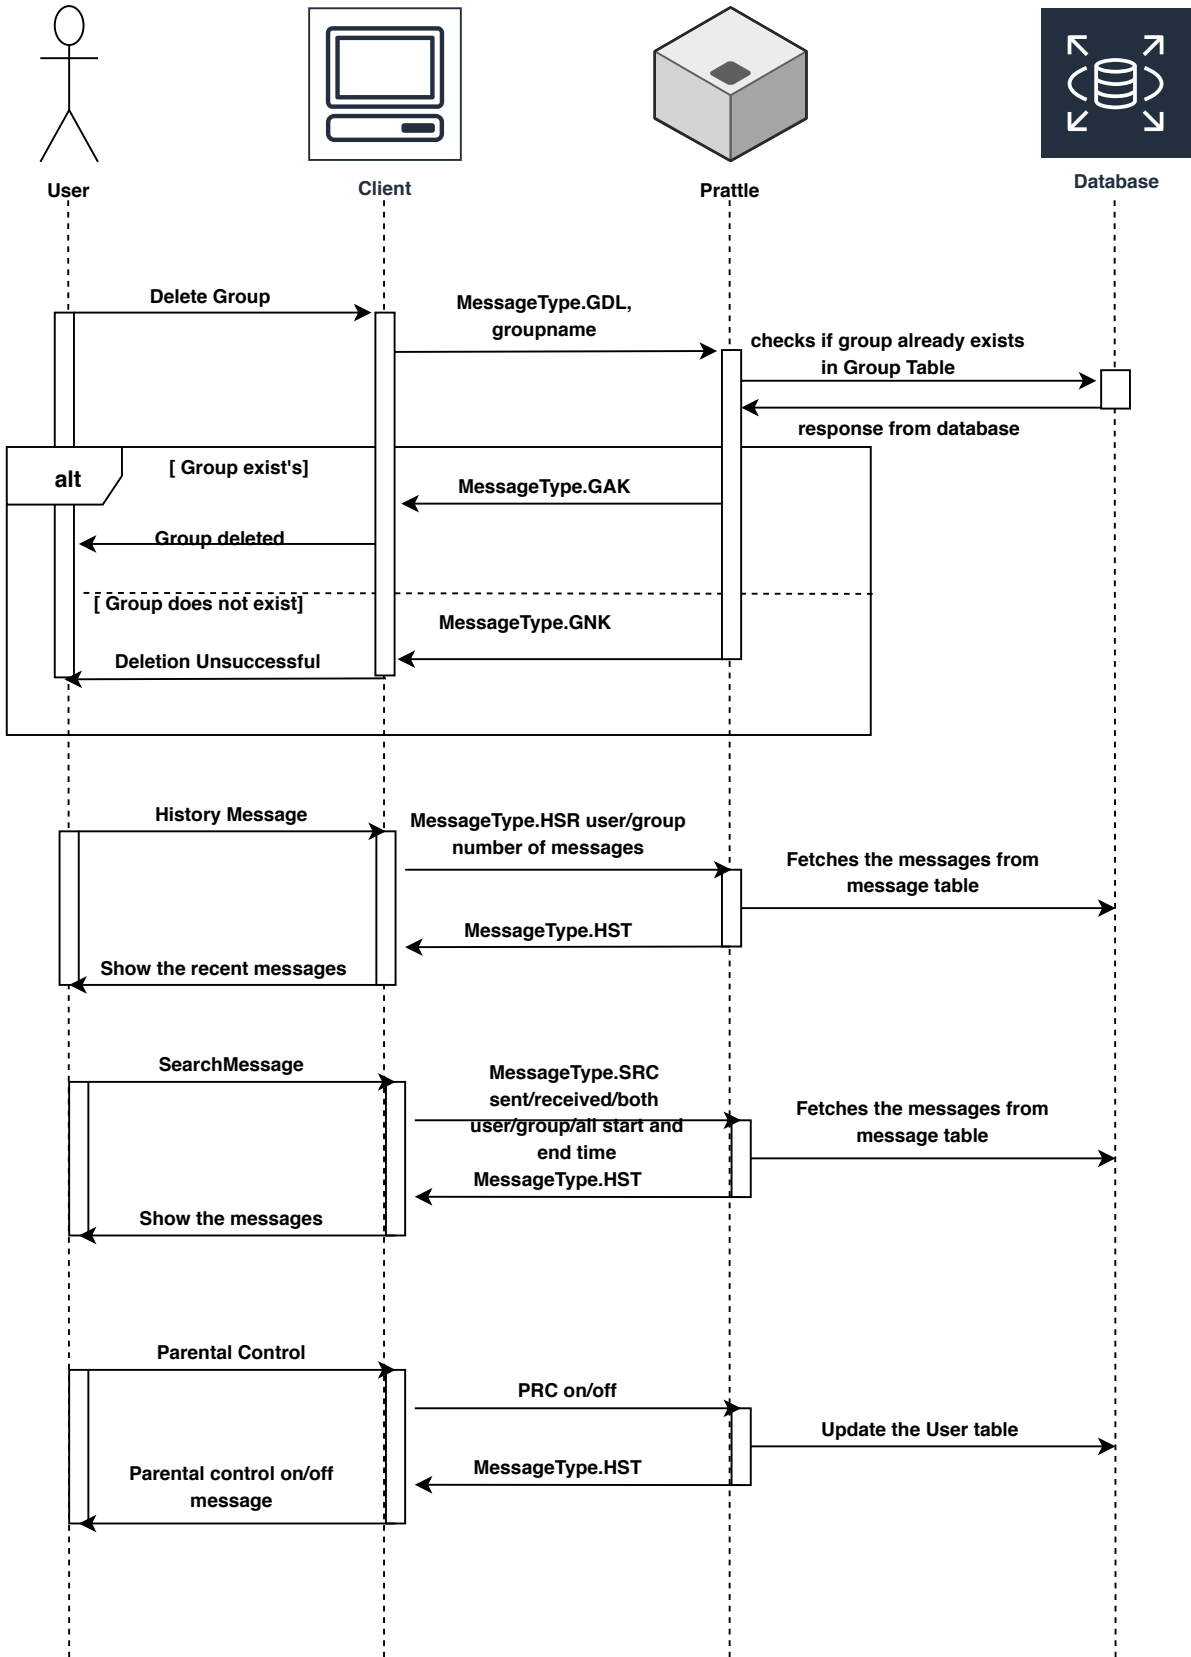 User
Client
Prattle
Database
Delete Group
MessageType.GDL,
groupname
checks if group already exists
in Group Table
response from database
alt
[ Group exist's]
MessageType.GAK
Group deleted
[ Group does not exist]
MessageType.GNK
Deletion Unsuccessful
History Message
MessageType.HSR user/group
number of messages
Fetches the messages from
message table
MessageType.HST
Show the recent messages
SearchMessage
MessageType.SRC
sent/received/both
user/group/all start and
end time
Fetches the messages from
message table
MessageType.HST
Show the messages
Parental Control
PRC on/off
Update the User table
MessageType.HST
Parental control on/off
message